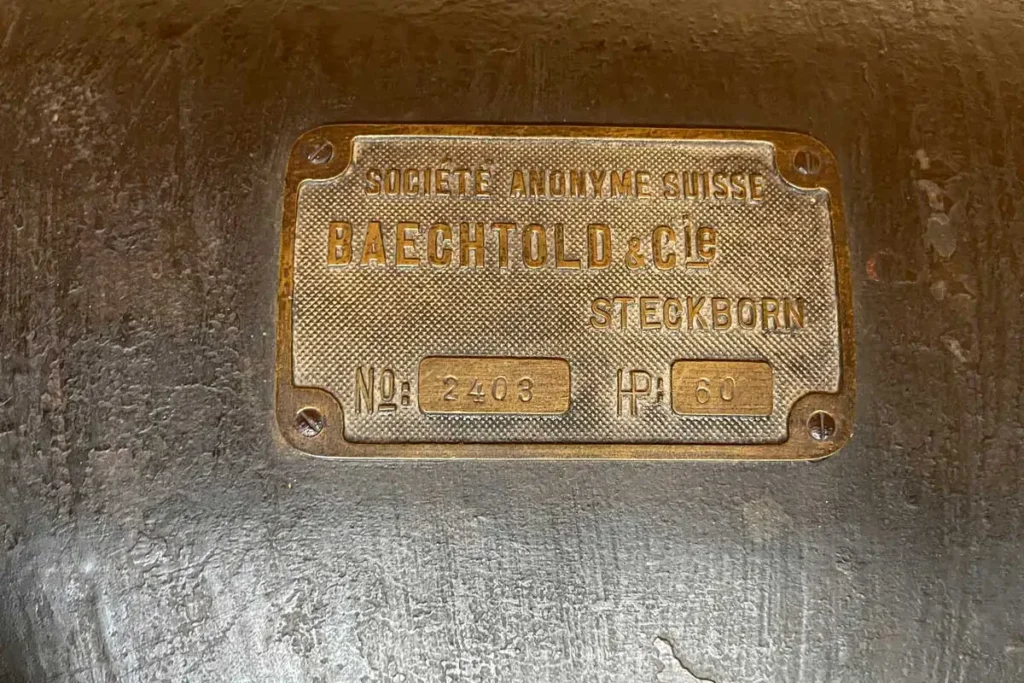 SOCIÉTÉ ANONYME SUISSE
BAECHTOLD & Cie
STECKBORN
No: 2403 HP: 60